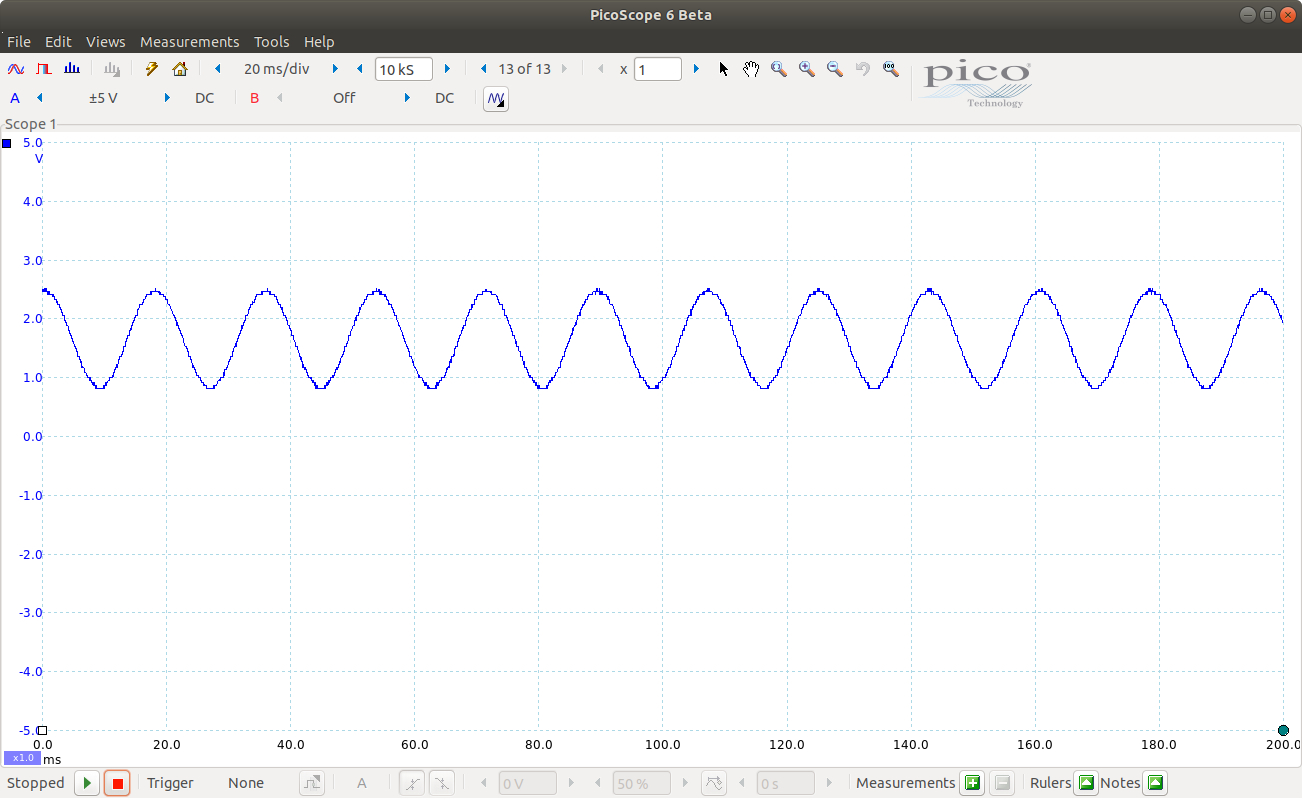 PicoScope 6 Beta
File Edit Views Measurements Tools Help
20 ms/div 10 kS 13 of 13 x 1
pico
Technology
A ±5 V DC B Off DC
Scope 1
5.0
V
4.0
3.0
2.0
1.0
0.0
-1.0
-2.0
-3.0
-4.0
-5.0
0.0 20.0 40.0 60.0 80.0 100.0 120.0 140.0 160.0 180.0 200.0
x1.0 ms
Stopped Trigger None A 0 V 50 % 0 s Measurements Rulers Notes